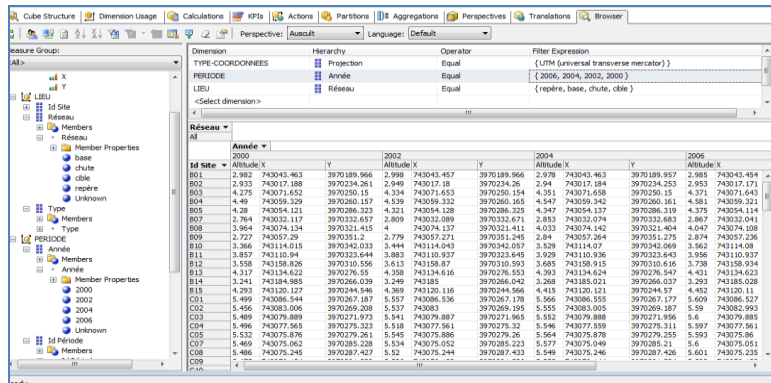 Cube Structure Dimension Usage Calculations KPIs Actions Partitions Aggregations Perspectives Translations Browser
Perspective: Auscult Language: Default
Measure Group:
<All>
X
Y
LIEU
Id Site
Réseau
Members
Réseau
Member Properties
base
chute
cible
repère
Unknown
Type
Members
Type
PERIODE
Année
Members
Année
Member Properties
2000
2002
2004
2006
Unknown
Id Période
Members
Dimension Hierarchy Operator Filter Expression
TYPE-COORDONNEES Projection Equal { UTM (universal transverse mercator) }
PERIODE Année Equal { 2006, 2004, 2002, 2000 }
LIEU Réseau Equal { repère, base, chute, cible }
<Select dimension>
Réseau
All
Année
2000 2002 2004 2006
Id Site Altitude X Y Altitude X Y Altitude X Y Altitude X
B01 2.982 743043.463 3970189.966 2.998 743043.457 3970189.966 2.978 743043.463 3970189.957 2.985 743043.454
B02 2.933 743017.188 3970234.261 2.949 743017.18 3970234.26 2.94 743017.184 3970234.253 2.953 743017.171
B03 4.275 743071.652 3970250.15 4.334 743071.653 3970250.154 4.351 743071.658 3970250.15 4.371 743071.643
B04 4.49 743059.329 3970260.157 4.539 743059.332 3970260.165 4.547 743059.342 3970260.161 4.581 743059.321
B05 4.28 743054.121 3970286.323 4.321 743054.128 3970286.325 4.347 743054.137 3970286.319 4.375 743054.114
B07 2.764 743032.117 3970332.657 2.809 743032.089 3970332.671 2.853 743032.074 3970332.683 2.867 743032.041
B08 3.964 743074.134 3970321.415 4 743074.137 3970321.411 4.033 743074.142 3970321.404 4.047 743074.108
B09 2.727 743057.29 3970351.2 2.779 743057.271 3970351.245 2.84 743057.264 3970351.275 2.874 743057.236
B10 3.366 743114.015 3970342.033 3.444 743114.043 3970342.057 3.529 743114.07 3970342.069 3.562 743114.08
B11 3.857 743110.94 3970323.644 3.883 743110.937 3970323.645 3.929 743110.936 3970323.643 3.956 743110.937
B12 3.558 743158.826 3970310.556 3.613 743158.87 3970310.593 3.685 743158.915 3970310.616 3.738 743158.934
B13 4.317 743134.622 3970276.55 4.358 743134.616 3970276.553 4.393 743134.624 3970276.547 4.431 743134.623
B14 3.241 743184.985 3970266.039 3.249 743185 3970266.042 3.268 743185.021 3970266.037 3.293 743185.028
B15 4.293 743120.127 3970244.546 4.369 743120.116 3970244.566 4.415 743120.121 3970244.57 4.452 743120.11
C01 5.499 743086.544 3970267.187 5.557 743086.536 3970267.178 5.566 743086.555 3970267.177 5.609 743086.527
C02 5.456 743083.006 3970269.208 5.537 743083 3970269.195 5.555 743083.005 3970269.187 5.59 743082.993
C03 5.489 743079.889 3970271.973 5.541 743079.887 3970271.965 5.552 743079.888 3970271.956 5.6 743079.885
C04 5.496 743077.565 3970275.323 5.518 743077.561 3970275.32 5.546 743077.559 3970275.311 5.597 743077.561
C05 5.532 743075.876 3970279.261 5.545 743075.886 3970279.26 5.564 743075.878 3970279.255 5.593 743075.86
C07 5.469 743075.062 3970285.228 5.534 743075.052 3970285.223 5.577 743075.049 3970285.21 5.6 743075.051
C08 5.486 743075.245 3970287.427 5.52 743075.244 3970287.433 5.549 743075.246 3970287.426 5.601 743075.235